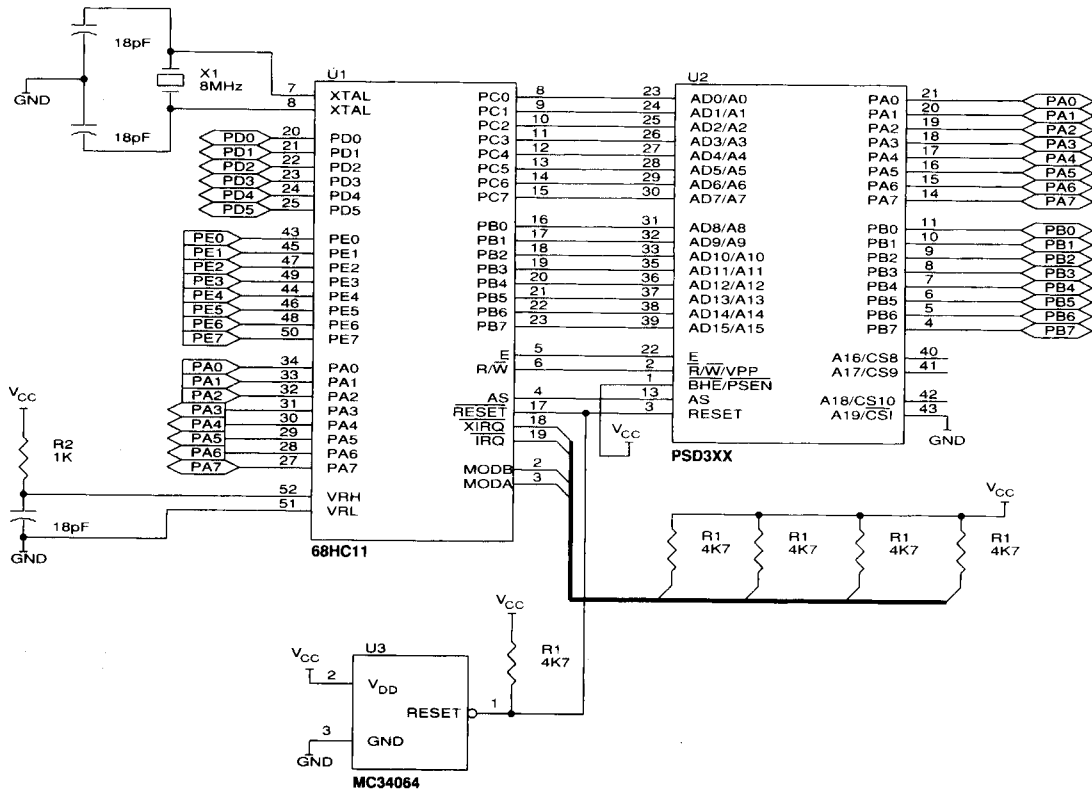 18pF
X1
8MHz
GND
18pF
U1
7 XTAL
8 XTAL
PD0 20 PD0
PD1 21 PD1
PD2 22 PD2
PD3 23 PD3
PD4 24 PD4
PD5 25 PD5
PE0 43 PE0
PE1 45 PE1
PE2 47 PE2
PE3 49 PE3
PE4 44 PE4
PE5 46 PE5
PE6 48 PE6
PE7 50 PE7
PA0 34 PA0
PA1 33 PA1
PA2 32 PA2
PA3 31 PA3
PA4 30 PA4
PA5 29 PA5
PA6 28 PA6
PA7 27 PA7
VCC
R2
1K
52 VRH
51 VRL
18pF
GND
PC0 8
PC1 9
PC2 10
PC3 11
PC4 12
PC5 13
PC6 14
PC7 15
PB0 16
PB1 17
PB2 18
PB3 19
PB4 20
PB5 21
PB6 22
PB7 23
E 5
R/W 6
AS 4
RESET 17
XIRQ 18
IRQ 19
MODB 2
MODA 3
68HC11
U2
23 AD0/A0
24 AD1/A1
25 AD2/A2
26 AD3/A3
27 AD4/A4
28 AD5/A5
29 AD6/A6
30 AD7/A7
31 AD8/A8
32 AD9/A9
33 AD10/A10
35 AD11/A11
36 AD12/A12
37 AD13/A13
38 AD14/A14
39 AD15/A15
22 E
2 R/W/VPP
1 BHE/PSEN
13 AS
3 RESET
VCC
PA0 21 PA0
PA1 20 PA1
PA2 19 PA2
PA3 18 PA3
PA4 17 PA4
PA5 16 PA5
PA6 15 PA6
PA7 14 PA7
PB0 11 PB0
PB1 10 PB1
PB2 9 PB2
PB3 8 PB3
PB4 7 PB4
PB5 6 PB5
PB6 5 PB6
PB7 4 PB7
A16/CS8 40
A17/CS9 41
A18/CS10 42
A19/CSI 43
GND
PSD3XX
VCC
R1
4K7
R1
4K7
R1
4K7
R1
4K7
VCC
R1
4K7
U3
VCC
2 VDD
RESET 1
3 GND
GND
MC34064